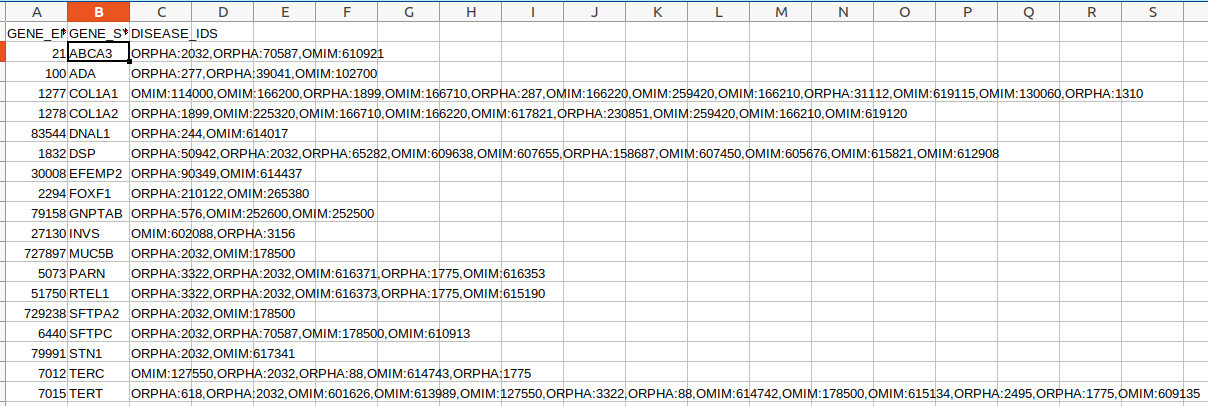 A B C D E F G H I J K L M N O P Q R S
GENE_E GENE_S DISEASE_IDS
21 ABCA3 ORPHA:2032,ORPHA:70587,OMIM:610921
100 ADA ORPHA:277,ORPHA:39041,OMIM:102700
1277 COL1A1 OMIM:114000,OMIM:166200,ORPHA:1899,OMIM:166710,ORPHA:287,OMIM:166220,OMIM:259420,OMIM:166210,ORPHA:31112,OMIM:619115,OMIM:130060,ORPHA:1310
1278 COL1A2 ORPHA:1899,OMIM:225320,OMIM:166710,OMIM:166220,OMIM:617821,ORPHA:230851,OMIM:259420,OMIM:166210,OMIM:619120
83544 DNAL1 ORPHA:244,OMIM:614017
1832 DSP ORPHA:50942,ORPHA:2032,ORPHA:65282,OMIM:609638,OMIM:607655,ORPHA:158687,OMIM:607450,OMIM:605676,OMIM:615821,OMIM:612908
30008 EFEMP2 ORPHA:90349,OMIM:614437
2294 FOXF1 ORPHA:210122,OMIM:265380
79158 GNPTAB ORPHA:576,OMIM:252600,OMIM:252500
27130 INVS OMIM:602088,ORPHA:3156
727897 MUC5B ORPHA:2032,OMIM:178500
5073 PARN ORPHA:3322,ORPHA:2032,OMIM:616371,ORPHA:1775,OMIM:616353
51750 RTEL1 ORPHA:3322,ORPHA:2032,OMIM:616373,ORPHA:1775,OMIM:615190
729238 SFTPA2 ORPHA:2032,OMIM:178500
6440 SFTPC ORPHA:2032,ORPHA:70587,OMIM:178500,OMIM:610913
79991 STN1 ORPHA:2032,OMIM:617341
7012 TERC OMIM:127550,ORPHA:2032,ORPHA:88,OMIM:614743,ORPHA:1775
7015 TERT ORPHA:618,ORPHA:2032,OMIM:601626,OMIM:613989,OMIM:127550,ORPHA:3322,ORPHA:88,OMIM:614742,OMIM:178500,OMIM:615134,ORPHA:2495,ORPHA:1775,OMIM:609135